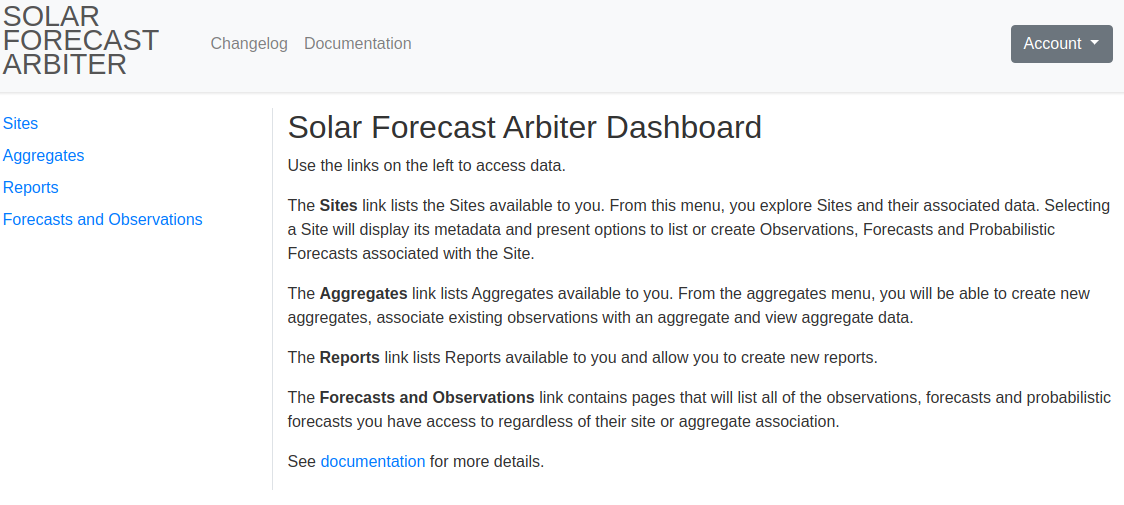 SOLAR
FORECAST
ARBITER
Changelog Documentation
Account
Sites
Aggregates
Reports
Forecasts and Observations
Solar Forecast Arbiter Dashboard
Use the links on the left to access data.
The Sites link lists the Sites available to you. From this menu, you explore Sites and their associated data. Selecting
a Site will display its metadata and present options to list or create Observations, Forecasts and Probabilistic
Forecasts associated with the Site.
The Aggregates link lists Aggregates available to you. From the aggregates menu, you will be able to create new
aggregates, associate existing observations with an aggregate and view aggregate data.
The Reports link lists Reports available to you and allow you to create new reports.
The Forecasts and Observations link contains pages that will list all of the observations, forecasts and probabilistic
forecasts you have access to regardless of their site or aggregate association.
See documentation for more details.